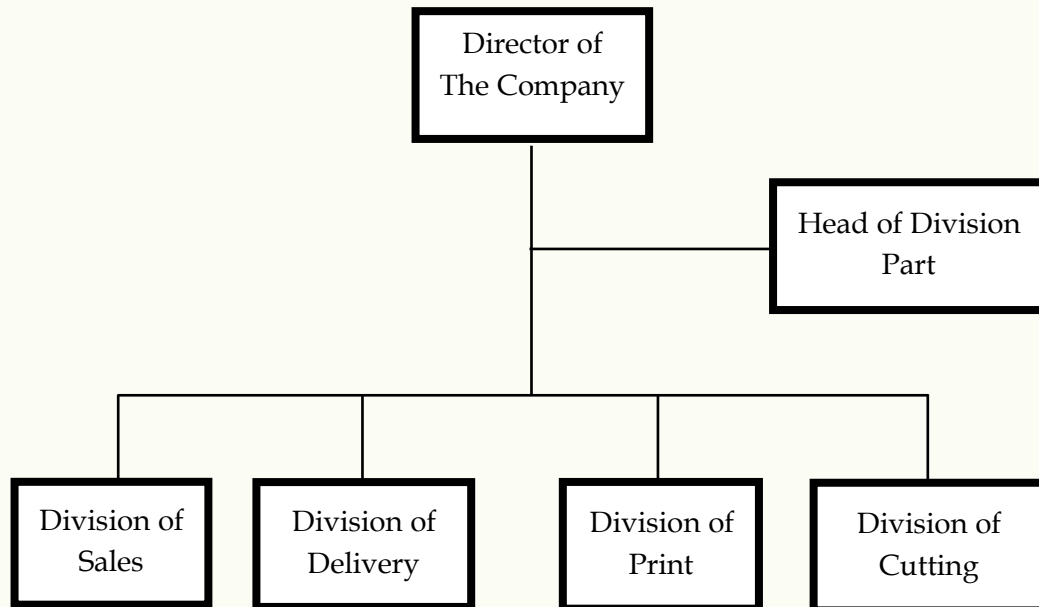 Director of
The Company
Head of Division
Part
Division of
Sales
Division of
Delivery
Division of
Print
Division of
Cutting